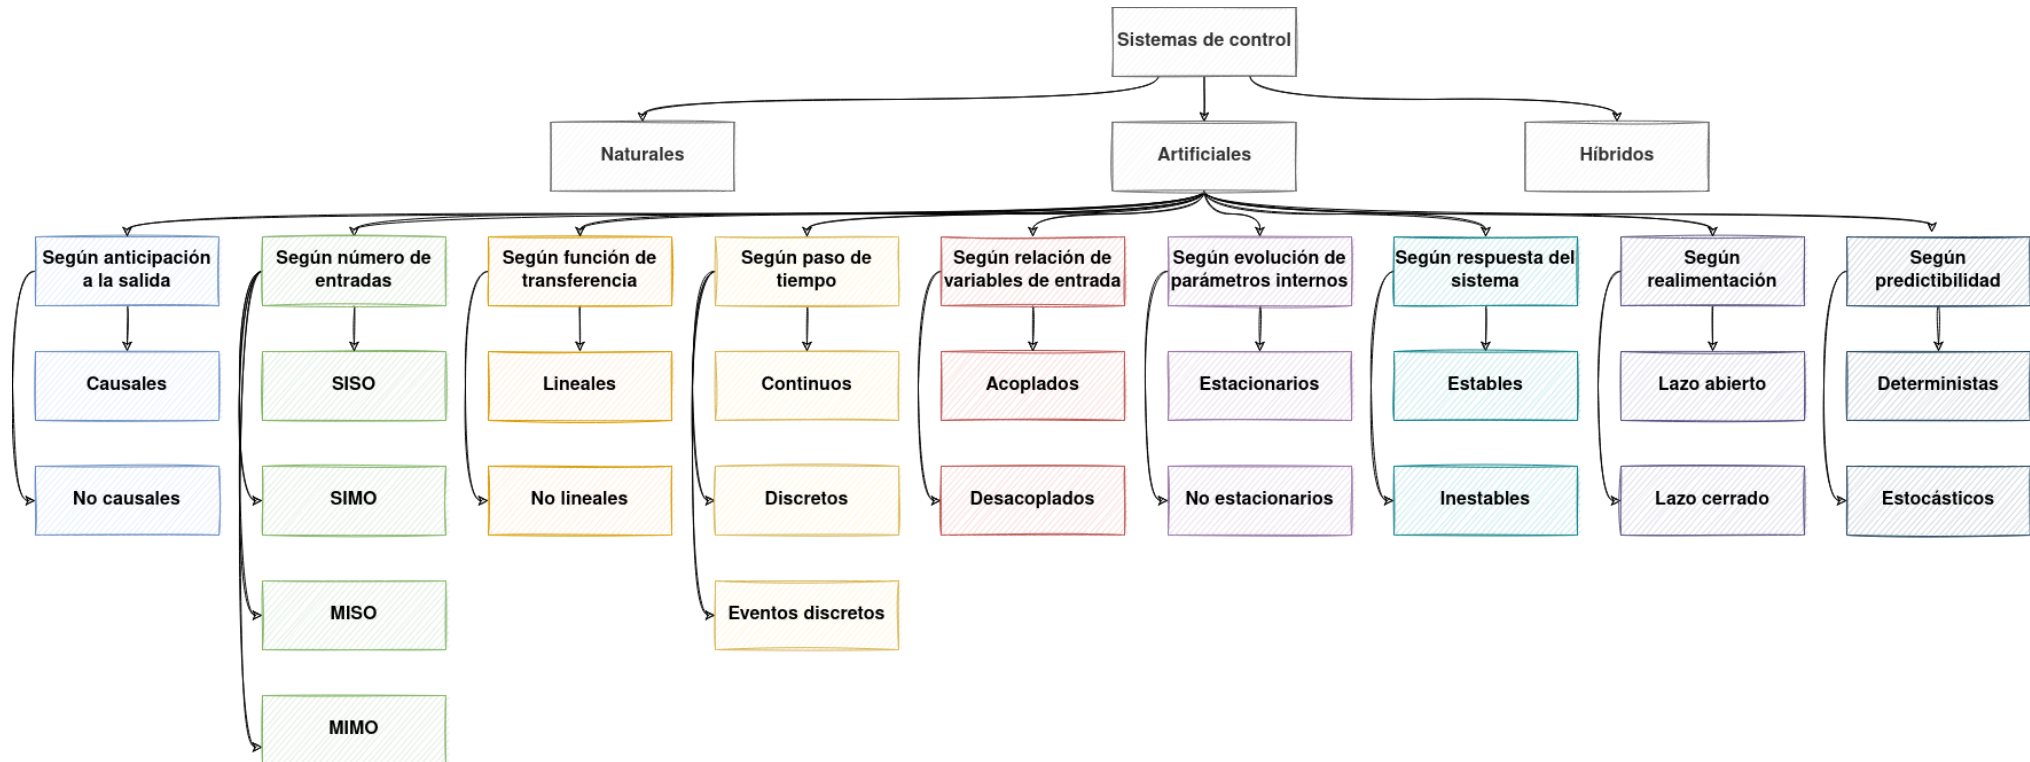 Sistemas de control
Naturales
Artificiales
Híbridos
Según anticipación
a la salida
Según número de
entradas
Según función de
transferencia
Según paso de
tiempo
Según relación de
variables de entrada
Según evolución de
parámetros internos
Según respuesta del
sistema
Según
realimentación
Según
predictibilidad
Causales
SISO
Lineales
Continuos
Acoplados
Estacionarios
Estables
Lazo abierto
Deterministas
No causales
SIMO
No lineales
Discretos
Desacoplados
No estacionarios
Inestables
Lazo cerrado
Estocásticos
MISO
Eventos discretos
MIMO